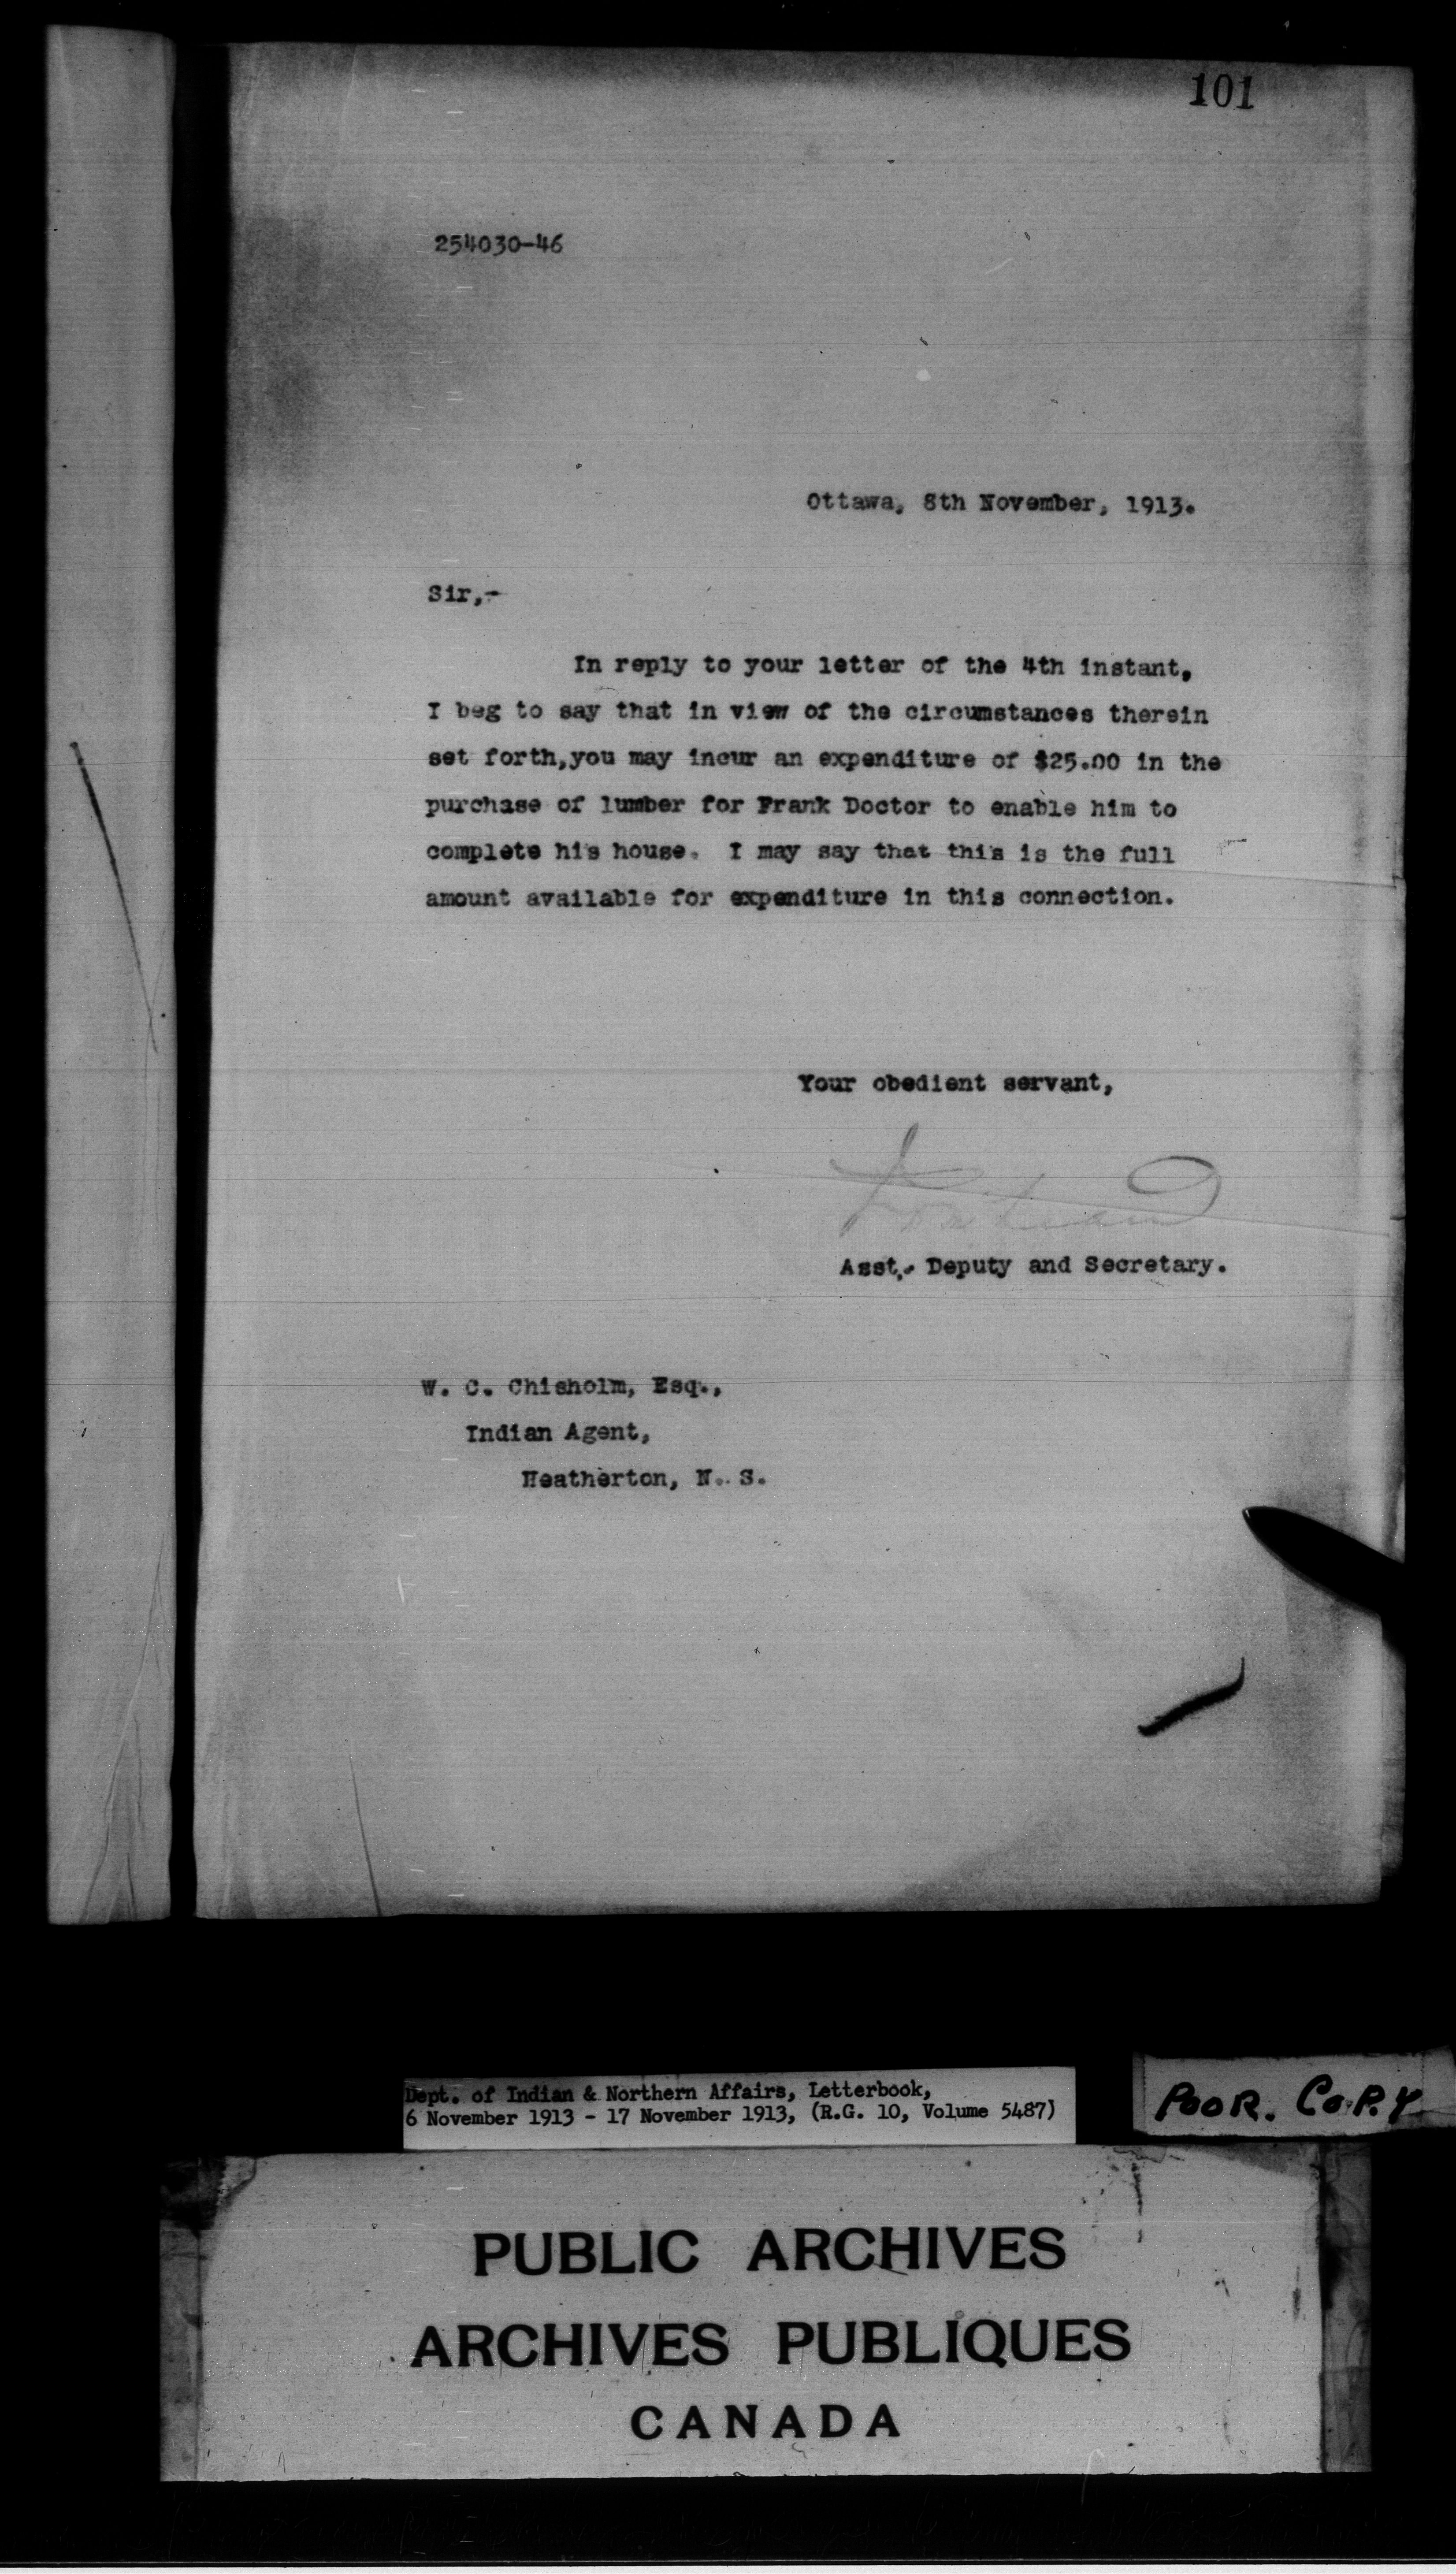 101
254030-46
Ottawa, 8th November, 1913.
Sir,-
In reply to your letter of the 4th instant,
I beg to say that in view of the circumstances therein
set forth,you may incur an expenditure of $25.00 in the
purchase of lumber for Frank Doctor to enable him to
complete his house. I may say that this is the full
amount available for expenditure in this connection.
Your obedient servant,
Asst. Deputy and Secretary.
W. C. Chisholm, Esq.,
Indian Agent,
Heatherton, N. S.
Dept. of Indian & Northern Affairs, Letterbook,
6 November 1913 - 17 November 1913, (R.G. 10, Volume 5487)
POOR. COPY
PUBLIC ARCHIVES
ARCHIVES PUBLIQUES
CANADA